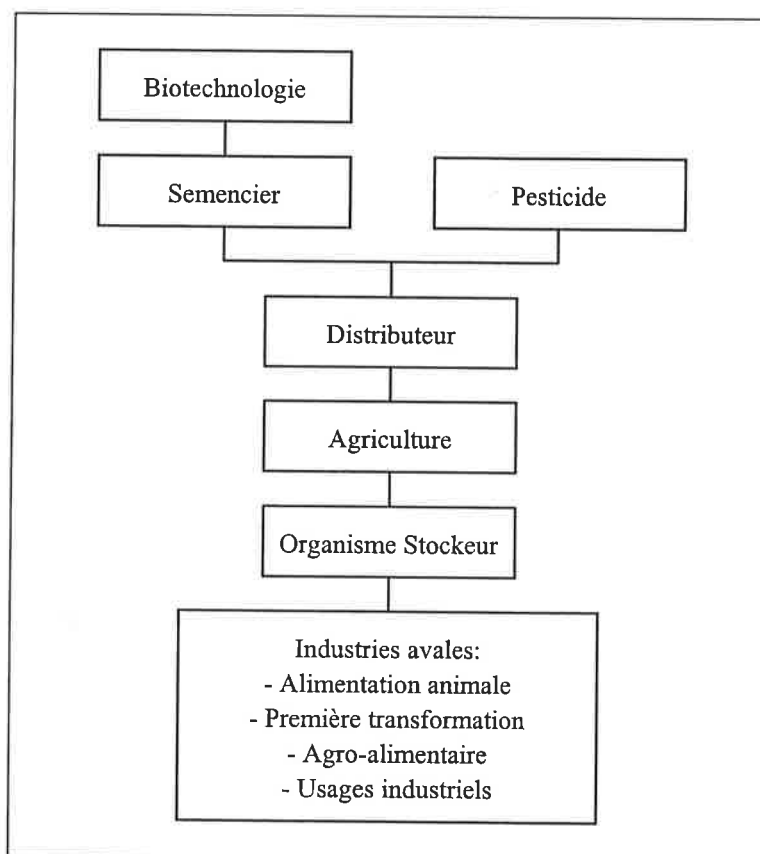 Biotechnologie
Semencier
Pesticide
Distributeur
Agriculture
Organisme Stockeur
Industries avales:
- Alimentation animale
- Première transformation
- Agro-alimentaire
- Usages industriels